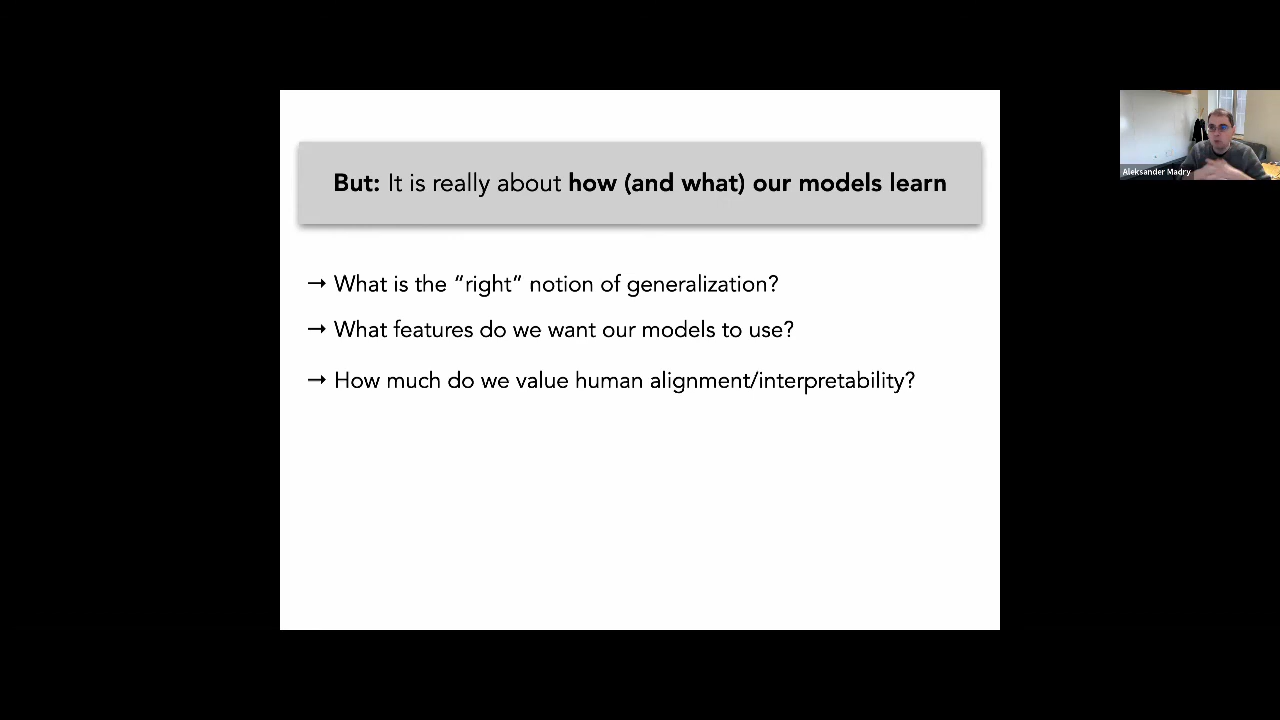 But: It is really about how (and what) our models learn
→ What is the “right” notion of generalization?
→ What features do we want our models to use?
→ How much do we value human alignment/interpretability?
Aleksander Madry